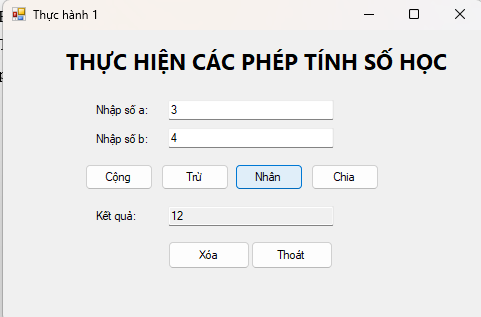 Thực hành 1
THỰC HIỆN CÁC PHÉP TÍNH SỐ HỌC
Nhập số a: 3
Nhập số b: 4
Cộng Trừ Nhân Chia
Kết quả: 12
Xóa Thoát